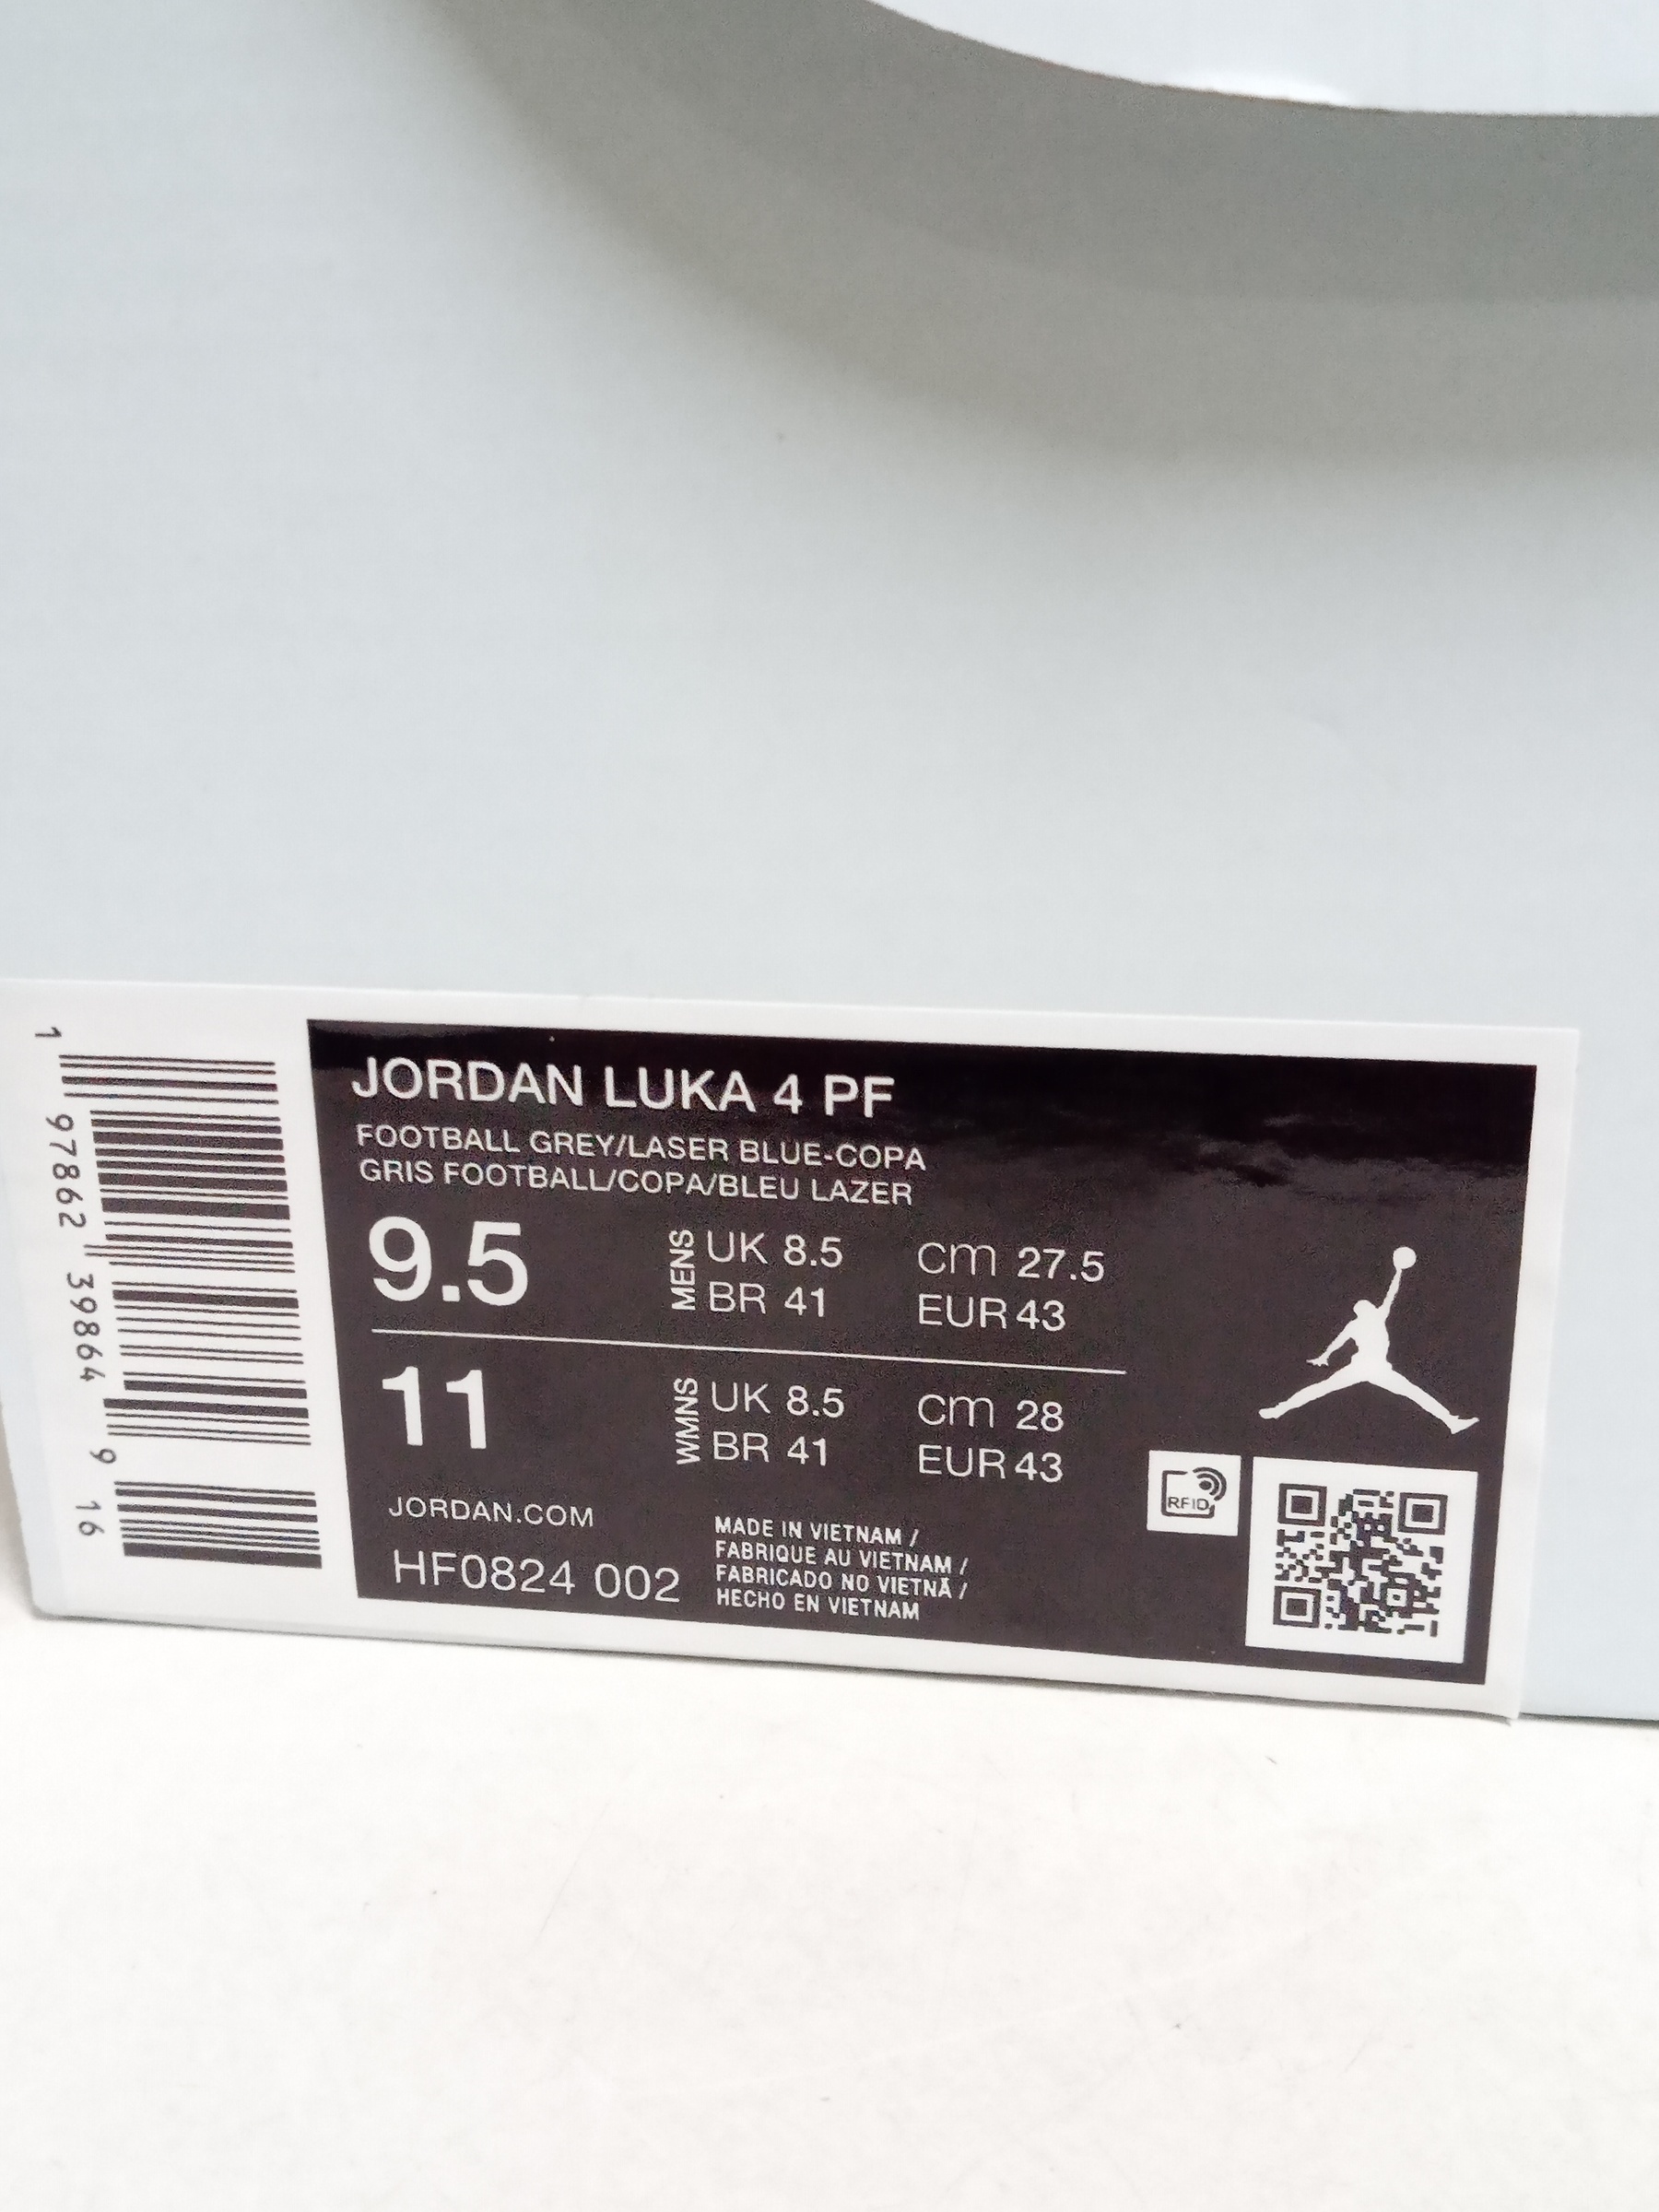 JORDAN LUKA 4 PF
FOOTBALL GREY/LASER BLUE-COPA
GRIS FOOTBALL/COPA/BLEU LAZER
9.5 MENS UK 8.5 cm 27.5
BR 41 EUR 43
11 WMNS UK 8.5 cm 28
BR 41 EUR 43
JORDAN.COM
HF0824 002
MADE IN VIETNAM /
FABRIQUE AU VIETNAM /
FABRICADO NO VIETNÃ /
HECHO EN VIETNAM
RFID
1 97862 39864 9 16